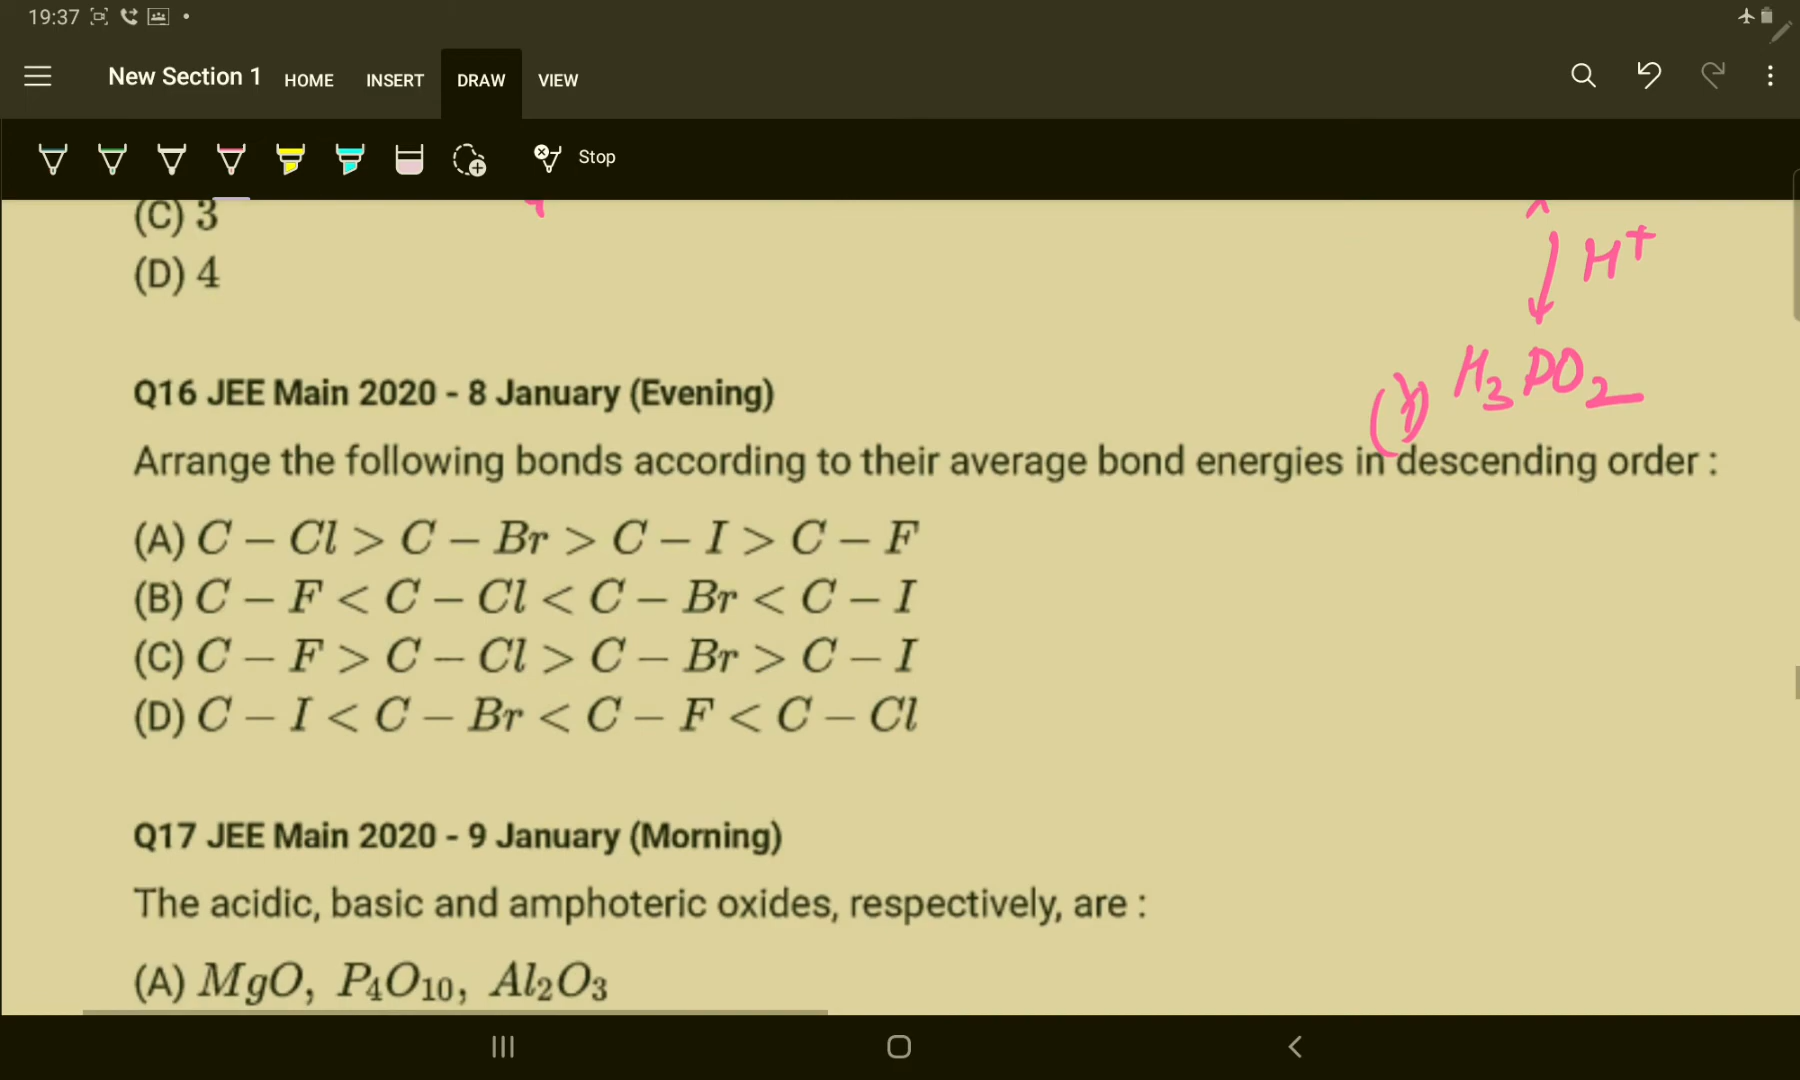 19:37
New Section 1 HOME INSERT DRAW VIEW
Stop
(C) 3
(D) 4
H+
(Y) H3PO2
Q16 JEE Main 2020 - 8 January (Evening)
Arrange the following bonds according to their average bond energies in descending order :
(A) C – Cl > C – Br > C – I > C – F
(B) C – F < C – Cl < C – Br < C – I
(C) C – F > C – Cl > C – Br > C – I
(D) C – I < C – Br < C – F < C – Cl
Q17 JEE Main 2020 - 9 January (Morning)
The acidic, basic and amphoteric oxides, respectively, are :
(A) MgO, P4O10, Al2O3